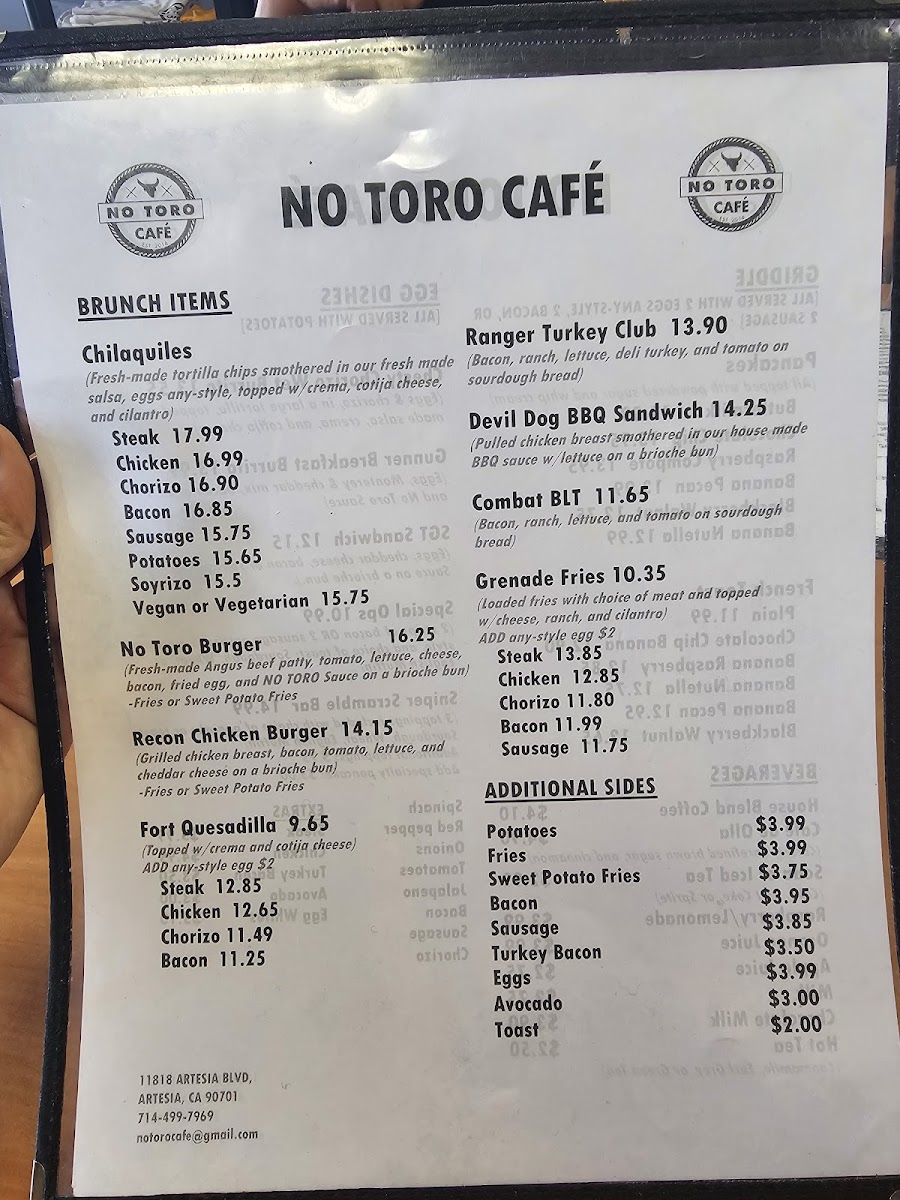 NO TORO
CAFÉ
EST. 2018
NO TORO CAFÉ
NO TORO
CAFÉ
BRUNCH ITEMS
Chilaquiles
(Fresh-made tortilla chips smothered in our fresh made
salsa, eggs any-style, topped w/crema, cotija cheese,
and cilantro)
Steak 17.99
Chicken 16.99
Chorizo 16.90
Bacon 16.85
Sausage 15.75
Potatoes 15.65
Soyrizo 15.5
Vegan or Vegetarian 15.75
No Toro Burger 16.25
(Fresh-made Angus beef patty, tomato, lettuce, cheese,
bacon, fried egg, and NO TORO Sauce on a brioche bun)
-Fries or Sweet Potato Fries
Recon Chicken Burger 14.15
(Grilled chicken breast, bacon, tomato, lettuce, and
cheddar cheese on a brioche bun)
-Fries or Sweet Potato Fries
Fort Quesadilla 9.65
(Topped w/crema and cotija cheese)
ADD any-style egg $2
Steak 12.85
Chicken 12.65
Chorizo 11.49
Bacon 11.25
Ranger Turkey Club 13.90
(Bacon, ranch, lettuce, deli turkey, and tomato on
sourdough bread)
Devil Dog BBQ Sandwich 14.25
(Pulled chicken breast smothered in our house made
BBQ sauce w/lettuce on a brioche bun)
Combat BLT 11.65
(Bacon, ranch, lettuce, and tomato on sourdough
bread)
Grenade Fries 10.35
(Loaded fries with choice of meat and topped
w/cheese, ranch, and cilantro)
ADD any-style egg $2
Steak 13.85
Chicken 12.85
Chorizo 11.80
Bacon 11.99
Sausage 11.75
ADDITIONAL SIDES
Potatoes $3.99
Fries $3.99
Sweet Potato Fries $3.75
Bacon $3.95
Sausage $3.85
Turkey Bacon $3.50
Eggs $3.99
Avocado $3.00
Toast $2.00
11818 ARTESIA BLVD,
ARTESIA, CA 90701
714-499-7969
notorocafe@gmail.com